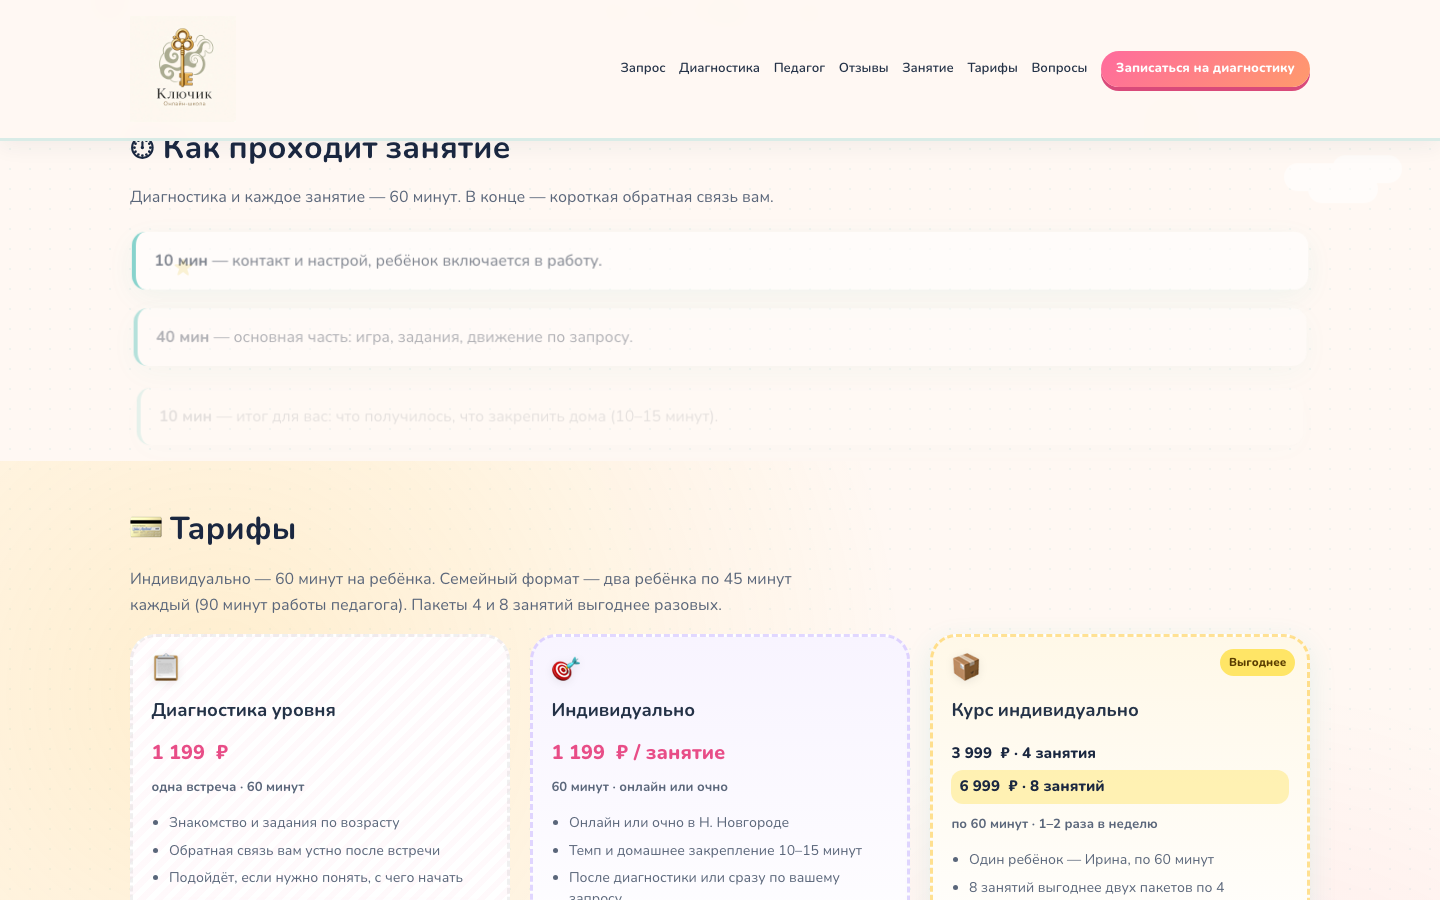 Ключик
Онлайн-школа
Запрос Диагностика Педагог Отзывы Занятие Тарифы Вопросы Записаться на диагностику
Как проходит занятие
Диагностика и каждое занятие — 60 минут. В конце — короткая обратная связь вам.
10 мин — контакт и настрой, ребёнок включается в работу.
40 мин — основная часть: игра, задания, движение по запросу.
10 мин — итог для вас: что получилось, что закрепить дома (10–15 минут).
Тарифы
Индивидуально — 60 минут на ребёнка. Семейный формат — два ребёнка по 45 минут
каждый (90 минут работы педагога). Пакеты 4 и 8 занятий выгоднее разовых.
Диагностика уровня
1 199 ₽
одна встреча · 60 минут
Знакомство и задания по возрасту
Обратная связь вам устно после встречи
Подойдёт, если нужно понять, с чего начать
Индивидуально
1 199 ₽ / занятие
60 минут · онлайн или очно
Онлайн или очно в Н. Новгороде
Темп и домашнее закрепление 10–15 минут
После диагностики или сразу по вашему
запросу
Выгоднее
Курс индивидуально
3 999 ₽ · 4 занятия
6 999 ₽ · 8 занятий
по 60 минут · 1–2 раза в неделю
Один ребёнок — Ирина, по 60 минут
8 занятий выгоднее двух пакетов по 4